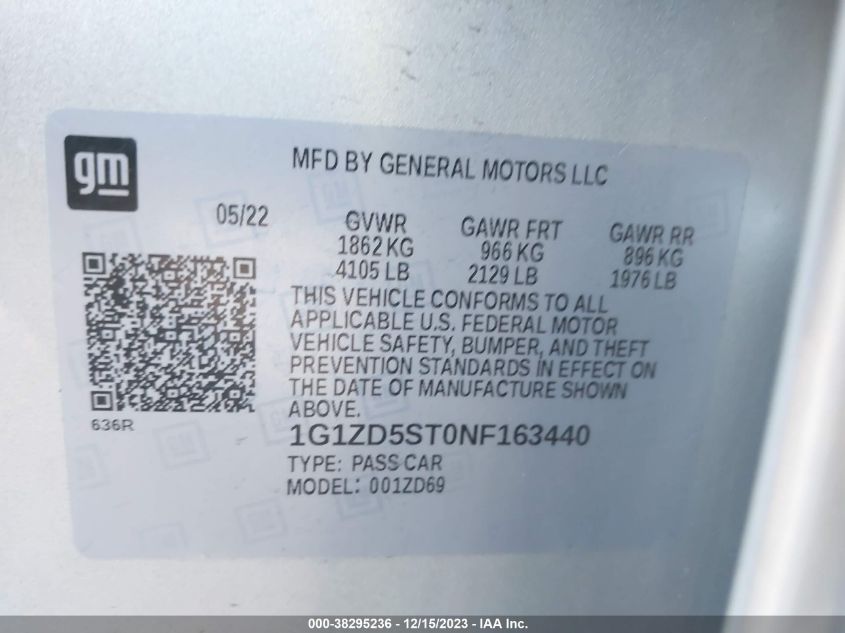 gm
MFD BY GENERAL MOTORS LLC
05/22
GVWR GAWR FRT GAWR RR
1862 KG 966 KG 896 KG
4105 LB 2129 LB 1976 LB
THIS VEHICLE CONFORMS TO ALL
APPLICABLE U.S. FEDERAL MOTOR
VEHICLE SAFETY, BUMPER, AND THEFT
PREVENTION STANDARDS IN EFFECT ON
THE DATE OF MANUFACTURE SHOWN
ABOVE.
636R
1G1ZD5ST0NF163440
TYPE: PASS CAR
MODEL: 001ZD69
000-38295236 - 12/15/2023 - IAA Inc.